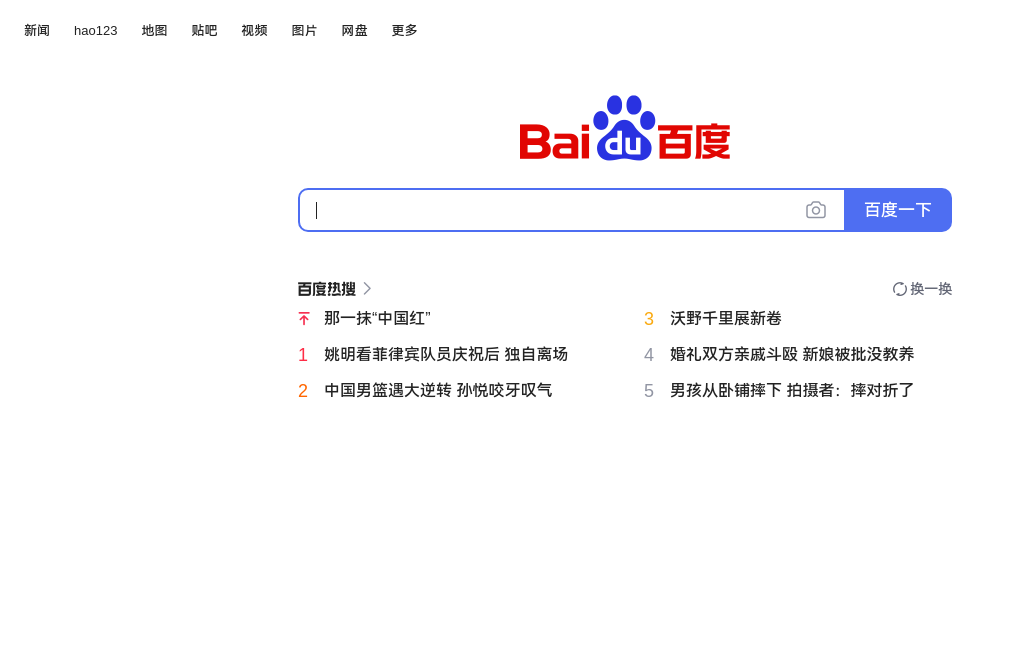 新闻 hao123 地图 贴吧 视频 图片 网盘 更多
Bai du 百度
百度一下
百度热搜 换一换
那一抹“中国红”
1 姚明看菲律宾队员庆祝后 独自离场
2 中国男篮遇大逆转 孙悦咬牙叹气
3 沃野千里展新卷
4 婚礼双方亲戚斗殴 新娘被批没教养
5 男孩从卧铺摔下 拍摄者：摔对折了